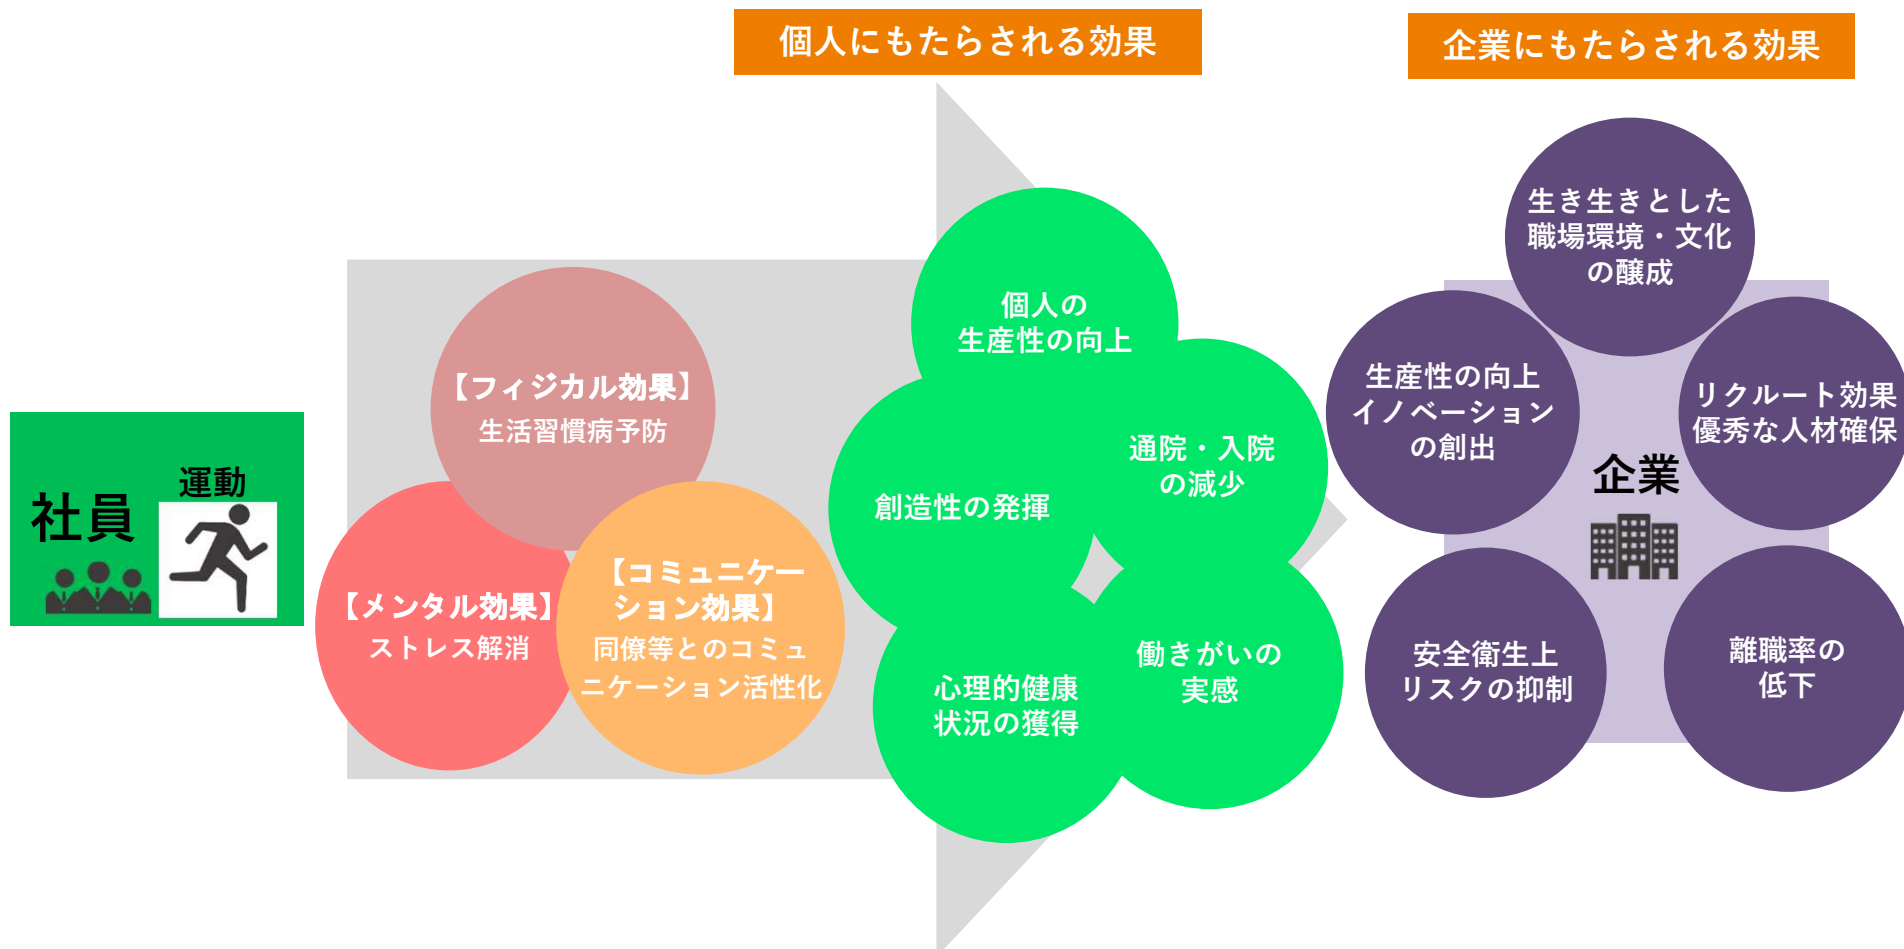 個人にもたらされる効果
企業にもたらされる効果
社員
運動
【フィジカル効果】
生活習慣病予防
【メンタル効果】
ストレス解消
【コミュニケー
ション効果】
同僚等とのコミュ
ニケーション活性化
個人の
生産性の向上
創造性の発揮
通院・入院
の減少
心理的健康
状況の獲得
働きがいの
実感
生き生きとした
職場環境・文化
の醸成
生産性の向上
イノベーション
の創出
リクルート効果
優秀な人材確保
企業
安全衛生上
リスクの抑制
離職率の
低下